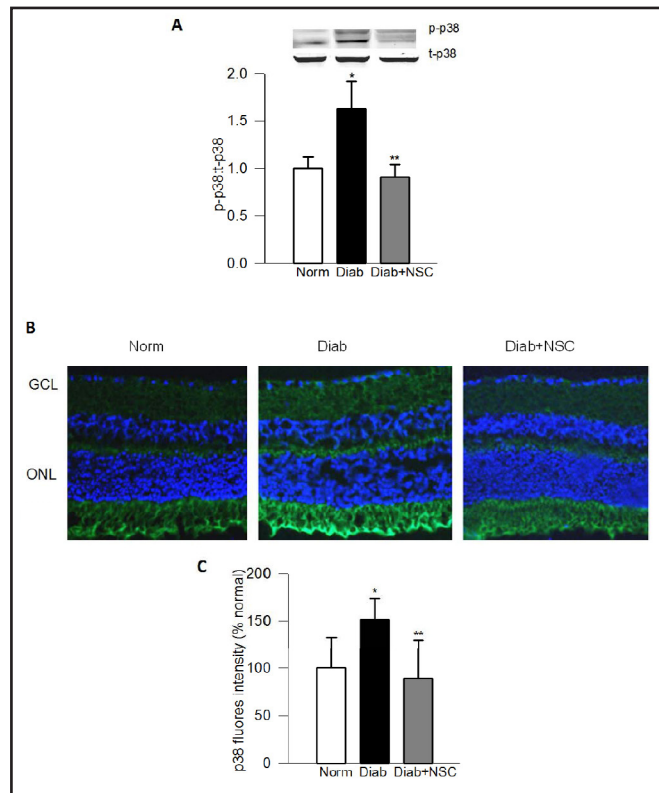 A
p-p38
t-p38
2.0
*
1.5
**
1.0
0.5
0.0
p-p38:t-p38
Norm Diab Diab+NSC
B
Norm Diab Diab+NSC
GCL
ONL
C
200
*
150
**
100
50
0
p38 fluores intensity (% normal)
Norm Diab Diab+NSC